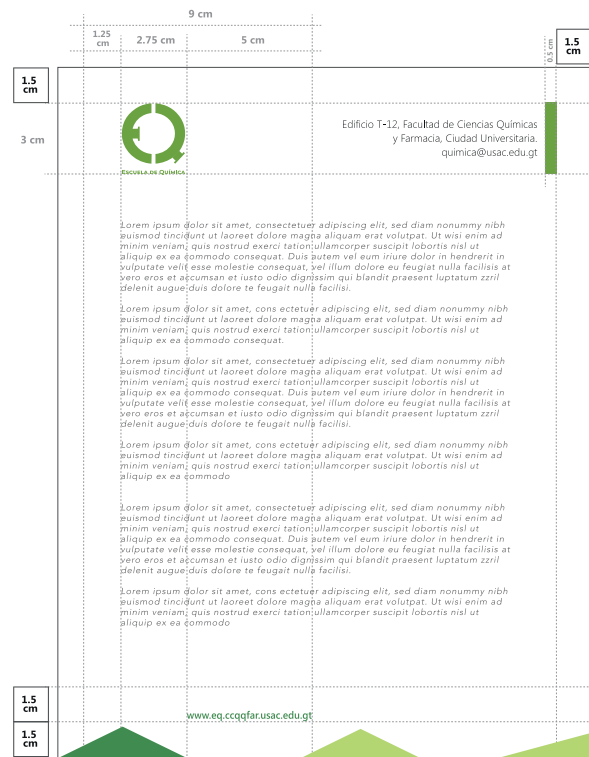 9 cm
1.25
cm
2.75 cm
5 cm
0.5 cm
1.5
cm
1.5
cm
3 cm
ESCUELA DE QUÍMICA
Edificio T-12, Facultad de Ciencias Químicas
y Farmacia, Ciudad Universitaria.
quimica@usac.edu.gt
Lorem ipsum dolor sit amet, consectetuer adipiscing elit, sed diam nonummy nibh
euismod tincidunt ut laoreet dolore magna aliquam erat volutpat. Ut wisi enim ad
minim veniam, quis nostrud exerci tation ullamcorper suscipit lobortis nisl ut
aliquip ex ea commodo consequat. Duis autem vel eum iriure dolor in hendrerit in
vulputate velit esse molestie consequat, vel illum dolore eu feugiat nulla facilisis at
vero eros et accumsan et iusto odio dignissim qui blandit praesent luptatum zzril
delenit augue duis dolore te feugait nulla facilisi.
Lorem ipsum dolor sit amet, cons ectetuer adipiscing elit, sed diam nonummy nibh
euismod tincidunt ut laoreet dolore magna aliquam erat volutpat. Ut wisi enim ad
minim veniam, quis nostrud exerci tation ullamcorper suscipit lobortis nisl ut
aliquip ex ea commodo consequat.
Lorem ipsum dolor sit amet, consectetuer adipiscing elit, sed diam nonummy nibh
euismod tincidunt ut laoreet dolore magna aliquam erat volutpat. Ut wisi enim ad
minim veniam, quis nostrud exerci tation ullamcorper suscipit lobortis nisl ut
aliquip ex ea commodo consequat. Duis autem vel eum iriure dolor in hendrerit in
vulputate velit esse molestie consequat, vel illum dolore eu feugiat nulla facilisis at
vero eros et accumsan et iusto odio dignissim qui blandit praesent luptatum zzril
delenit augue duis dolore te feugait nulla facilisi.
Lorem ipsum dolor sit amet, cons ectetuer adipiscing elit, sed diam nonummy nibh
euismod tincidunt ut laoreet dolore magna aliquam erat volutpat. Ut wisi enim ad
minim veniam, quis nostrud exerci tation ullamcorper suscipit lobortis nisl ut
aliquip ex ea commodo
Lorem ipsum dolor sit amet, consectetuer adipiscing elit, sed diam nonummy nibh
euismod tincidunt ut laoreet dolore magna aliquam erat volutpat. Ut wisi enim ad
minim veniam, quis nostrud exerci tation ullamcorper suscipit lobortis nisl ut
aliquip ex ea commodo consequat. Duis autem vel eum iriure dolor in hendrerit in
vulputate velit esse molestie consequat, vel illum dolore eu feugiat nulla facilisis at
vero eros et accumsan et iusto odio dignissim qui blandit praesent luptatum zzril
delenit augue duis dolore te feugait nulla facilisi.
Lorem ipsum dolor sit amet, cons ectetuer adipiscing elit, sed diam nonummy nibh
euismod tincidunt ut laoreet dolore magna aliquam erat volutpat. Ut wisi enim ad
minim veniam, quis nostrud exerci tation ullamcorper suscipit lobortis nisl ut
aliquip ex ea commodo
1.5
cm
www.eq.ccqqfar.usac.edu.gt
1.5
cm